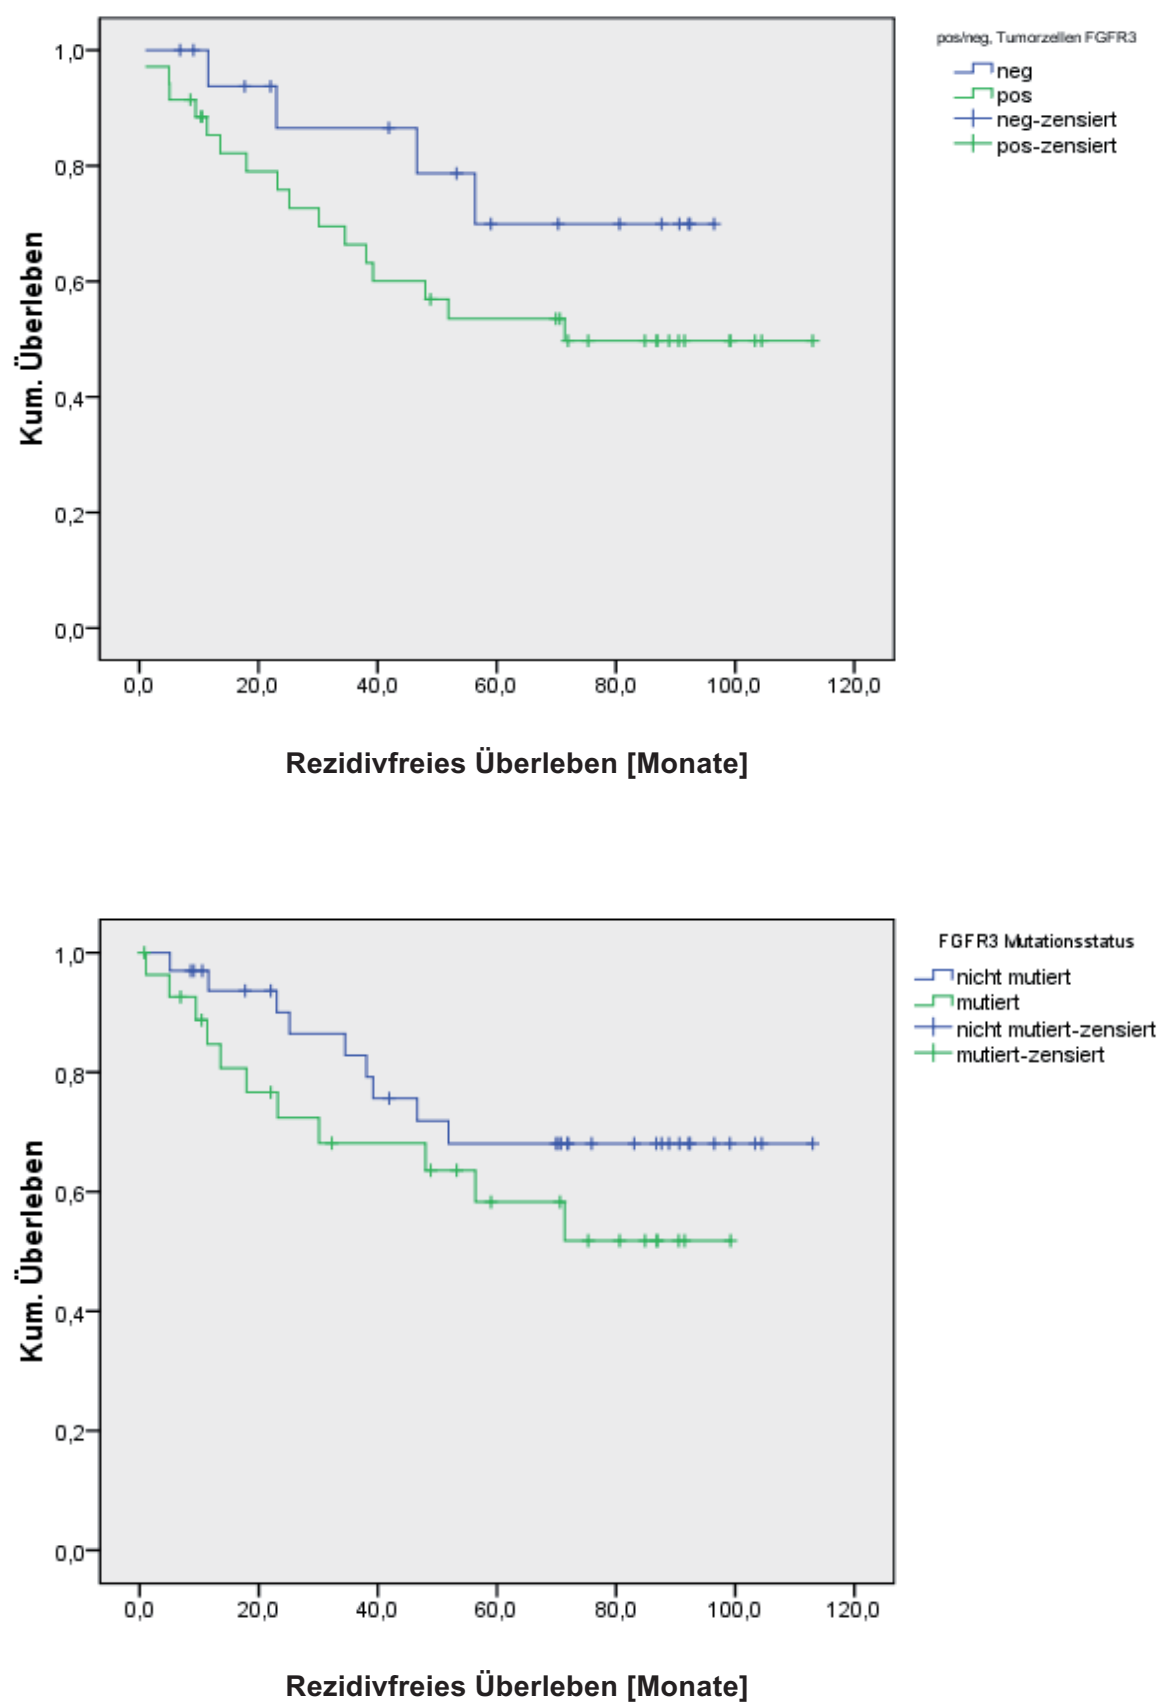 pos/neg, Tumorzellen FGFR3
neg
pos
neg-zensiert
pos-zensiert
Kum. Überleben
1,0
0,8
0,6
0,4
0,2
0,0
0,0 20,0 40,0 60,0 80,0 100,0 120,0
Rezidivfreies Überleben [Monate]
FGFR3 Mutationsstatus
nicht mutiert
mutiert
nicht mutiert-zensiert
mutiert-zensiert
Kum. Überleben
1,0
0,8
0,6
0,4
0,2
0,0
0,0 20,0 40,0 60,0 80,0 100,0 120,0
Rezidivfreies Überleben [Monate]